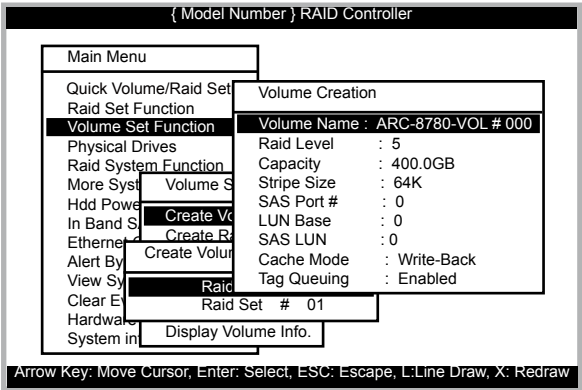 { Model Number } RAID Controller
Main Menu
Quick Volume/Raid Set
Raid Set Function
Volume Set Function
Physical Drives
Raid System Function
More Syst
Hdd Powe
In Band S
Ethernet
Alert By
View Sy
Clear Ev
Hardware
System in
Volume S
Create Vo
Create Ra
Display Volume Info.
Create Volum
Raid
Raid Set # 01
Volume Creation
Volume Name : ARC-8780-VOL # 000
Raid Level : 5
Capacity : 400.0GB
Stripe Size : 64K
SAS Port # : 0
LUN Base : 0
SAS LUN : 0
Cache Mode : Write-Back
Tag Queuing : Enabled
Arrow Key: Move Cursor, Enter: Select, ESC: Escape, L:Line Draw, X: Redraw